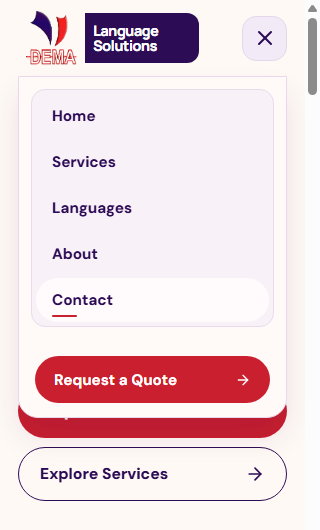 DEMA
Language
Solutions
Home
Services
Languages
About
Contact
Request a Quote
Explore Services